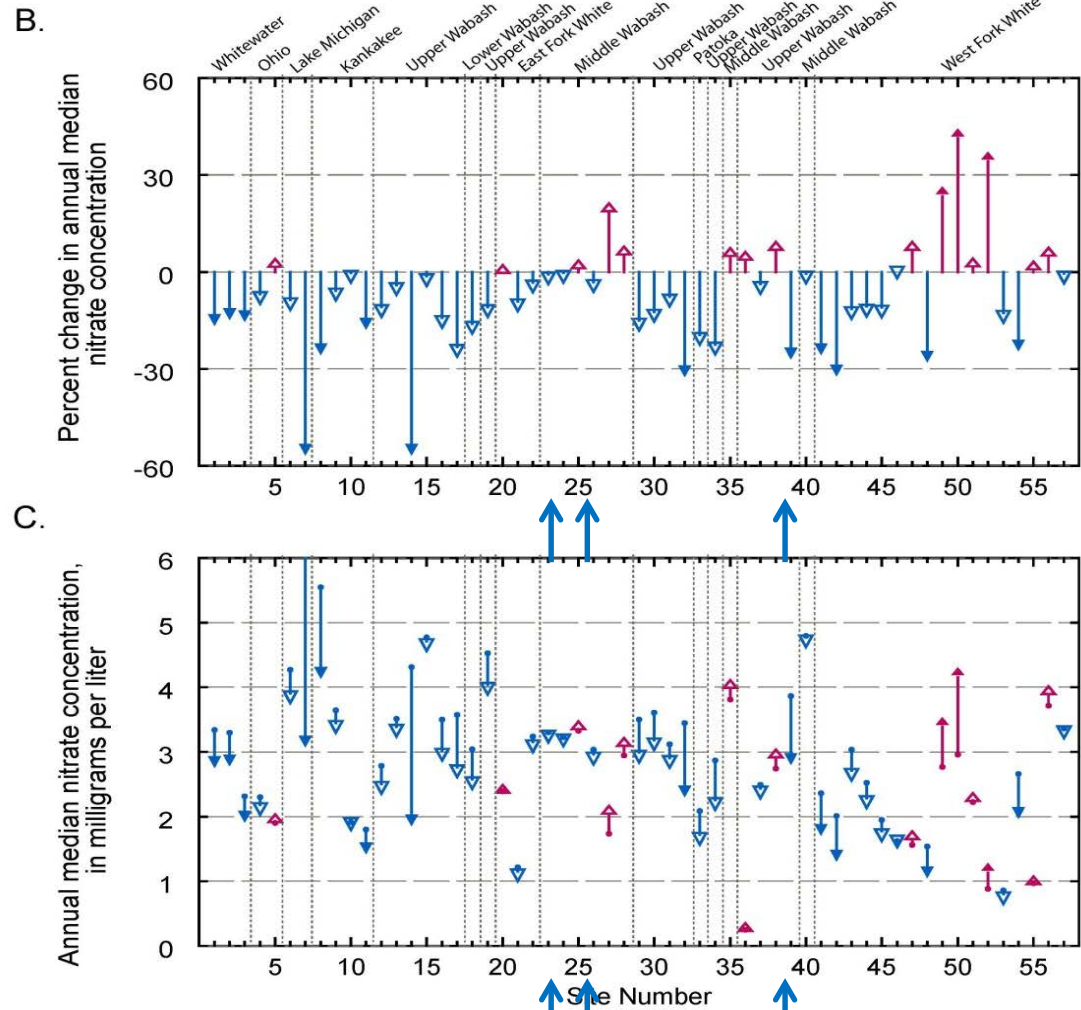 B.
Whitewater
Ohio
Lake Michigan
Kankakee
Upper Wabash
Lower Wabash
Upper Wabash
East Fork White
Middle Wabash
Upper Wabash
Patoka
Upper Wabash
Middle Wabash
Upper Wabash
Middle Wabash
West Fork White
Percent change in annual median
nitrate concentration
60
30
0
-30
-60
5 10 15 20 25 30 35 40 45 50 55
C.
Annual median nitrate concentration,
in milligrams per liter
6
5
4
3
2
1
0
5 10 15 20 25 30 35 40 45 50 55
Site Number